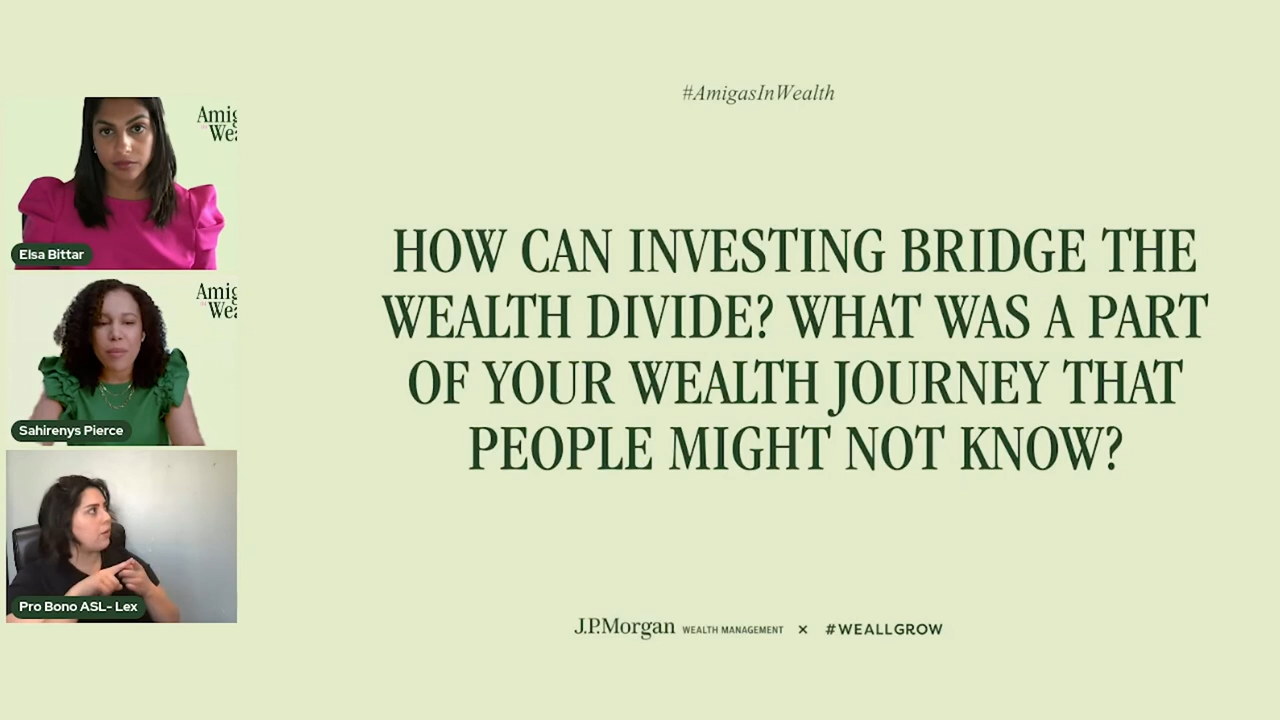 #AmigasInWealth
HOW CAN INVESTING BRIDGE THE
WEALTH DIVIDE? WHAT WAS A PART
OF YOUR WEALTH JOURNEY THAT
PEOPLE MIGHT NOT KNOW?
Elsa Bittar
Sahirenys Pierce
Pro Bono ASL- Lex
J.P.Morgan WEALTH MANAGEMENT × #WEALLGROW